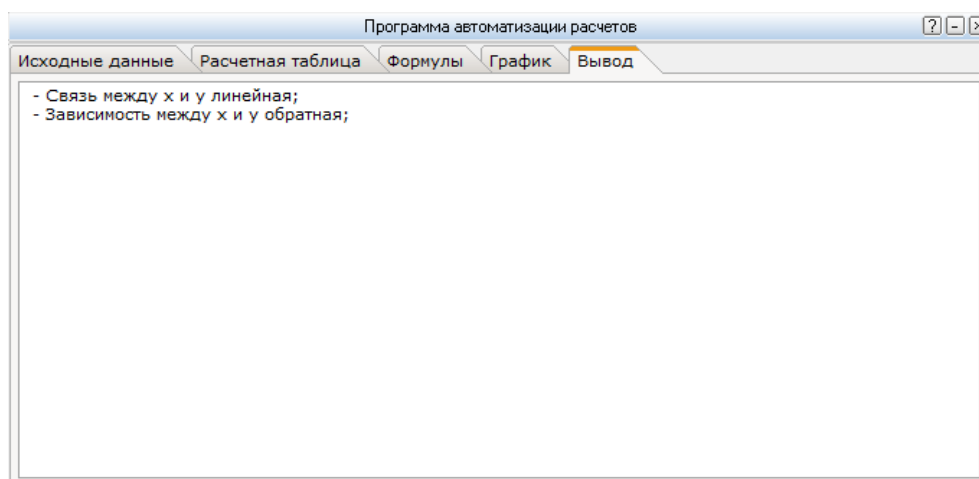 Программа автоматизации расчетов
Исходные данные Расчетная таблица Формулы График Вывод
- Связь между x и y линейная;
- Зависимость между x и y обратная;